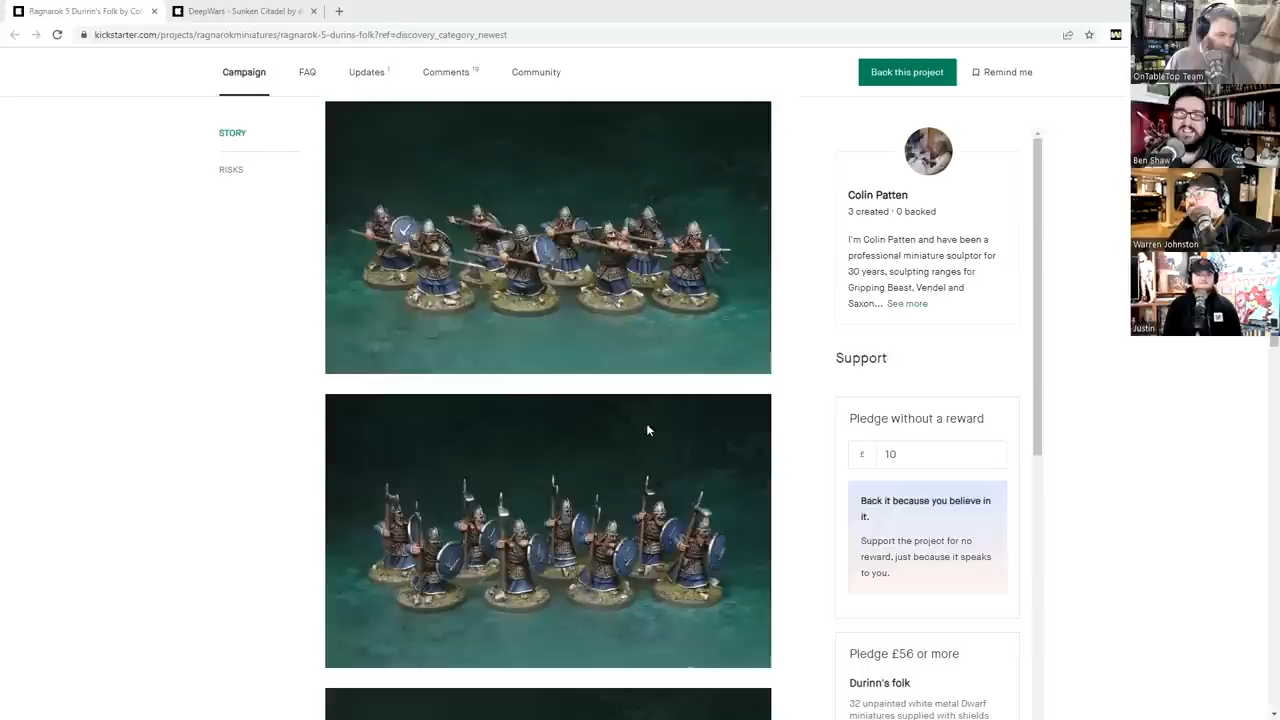 Ragnarok 5 Durinn's Folk by Col
DeepWars - Sunken Citadel by A
kickstarter.com/projects/ragnarokminiatures/ragnarok-5-durins-folk?ref=discovery_category_newest
Campaign
FAQ
Updates 1
Comments 19
Community
Back this project
Remind me
STORY
RISKS
Colin Patten
3 created · 0 backed
I'm Colin Patten and have been a
professional miniature sculptor for
30 years, sculpting ranges for
Gripping Beast, Vendel and
Saxon... See more
Support
Pledge without a reward
£ 10
Back it because you believe in
it.
Support the project for no
reward, just because it speaks
to you.
Pledge £56 or more
Durinn's folk
32 unpainted white metal Dwarf
miniatures supplied with shields
OnTableTop Team
Ben Shaw
Warren Johnston
Justin